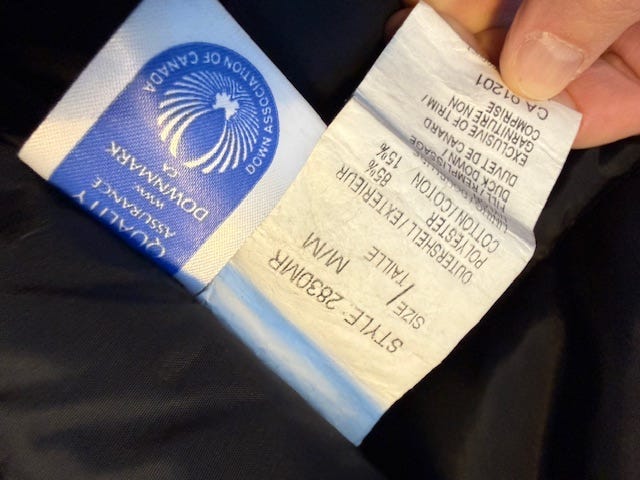 DOWN ASSOCIATION OF CANADA
DOWNMARK
www.
CA
QUALITY
ASSURANCE
STYLE: 2830MR
SIZE/TAILLE M/M
OUTERSHELL/EXTERIEUR
POLYESTER 85%
COTTON/COTON 15%
DUCK DOWN
DUVET DE CANARD
EXCLUSIVE OF TRIM/
GARNITURE NON
COMPRISE
CA 01201